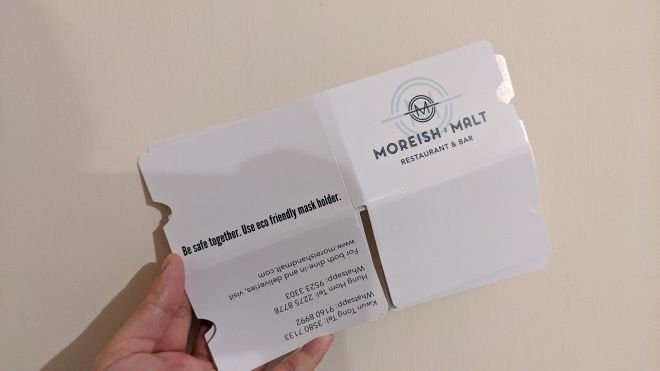 MOREISH & MALT
RESTAURANT & BAR
Be safe together. Use eco friendly mask holder.
Kwun Tong Tel: 3580 7133
Whatsapp: 9160 8992
Hung Hom Tel: 2275 8778
Whatsapp: 9523 3303
For both dine-in and deliveries, visit
www.moreishandmalt.com